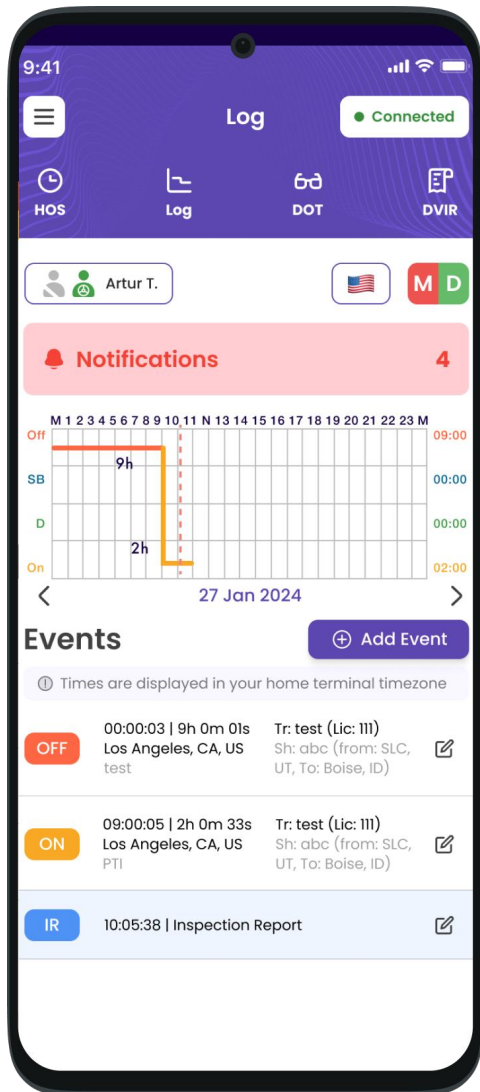 9:41
Log
Connected
HOS
Log
DOT
DVIR
Artur T.
M D
Notifications
4
M 1 2 3 4 5 6 7 8 9 10 11 N 13 14 15 16 17 18 19 20 21 22 23 M
Off
09:00
9h
SB
00:00
D
00:00
2h
On
02:00
27 Jan 2024
Events
Add Event
Times are displayed in your home terminal timezone
OFF
00:00:03 | 9h 0m 01s
Los Angeles, CA, US
test
Tr: test (Lic: 111)
Sh: abc (from: SLC,
UT, To: Boise, ID)
ON
09:00:05 | 2h 0m 33s
Los Angeles, CA, US
PTI
Tr: test (Lic: 111)
Sh: abc (from: SLC,
UT, To: Boise, ID)
IR
10:05:38 | Inspection Report